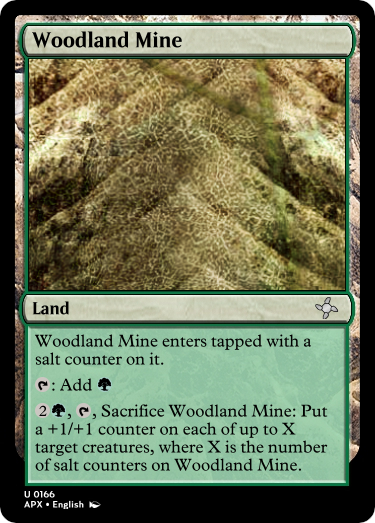 Woodland Mine
Land
Woodland Mine enters tapped with a
salt counter on it.
: Add
2 , , Sacrifice Woodland Mine: Put
a +1/+1 counter on each of up to X
target creatures, where X is the number
of salt counters on Woodland Mine.
U 0166
APX • English